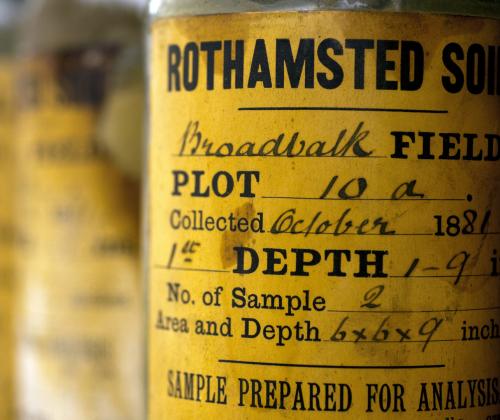 ROTHAMSTED SOI
Broadbalk FIELD
PLOT 10 a.
Collected October 1881
1st DEPTH 1-9 i
No. of Sample 2
Area and Depth 6x6x9 inch
SAMPLE PREPARED FOR ANALYSIS